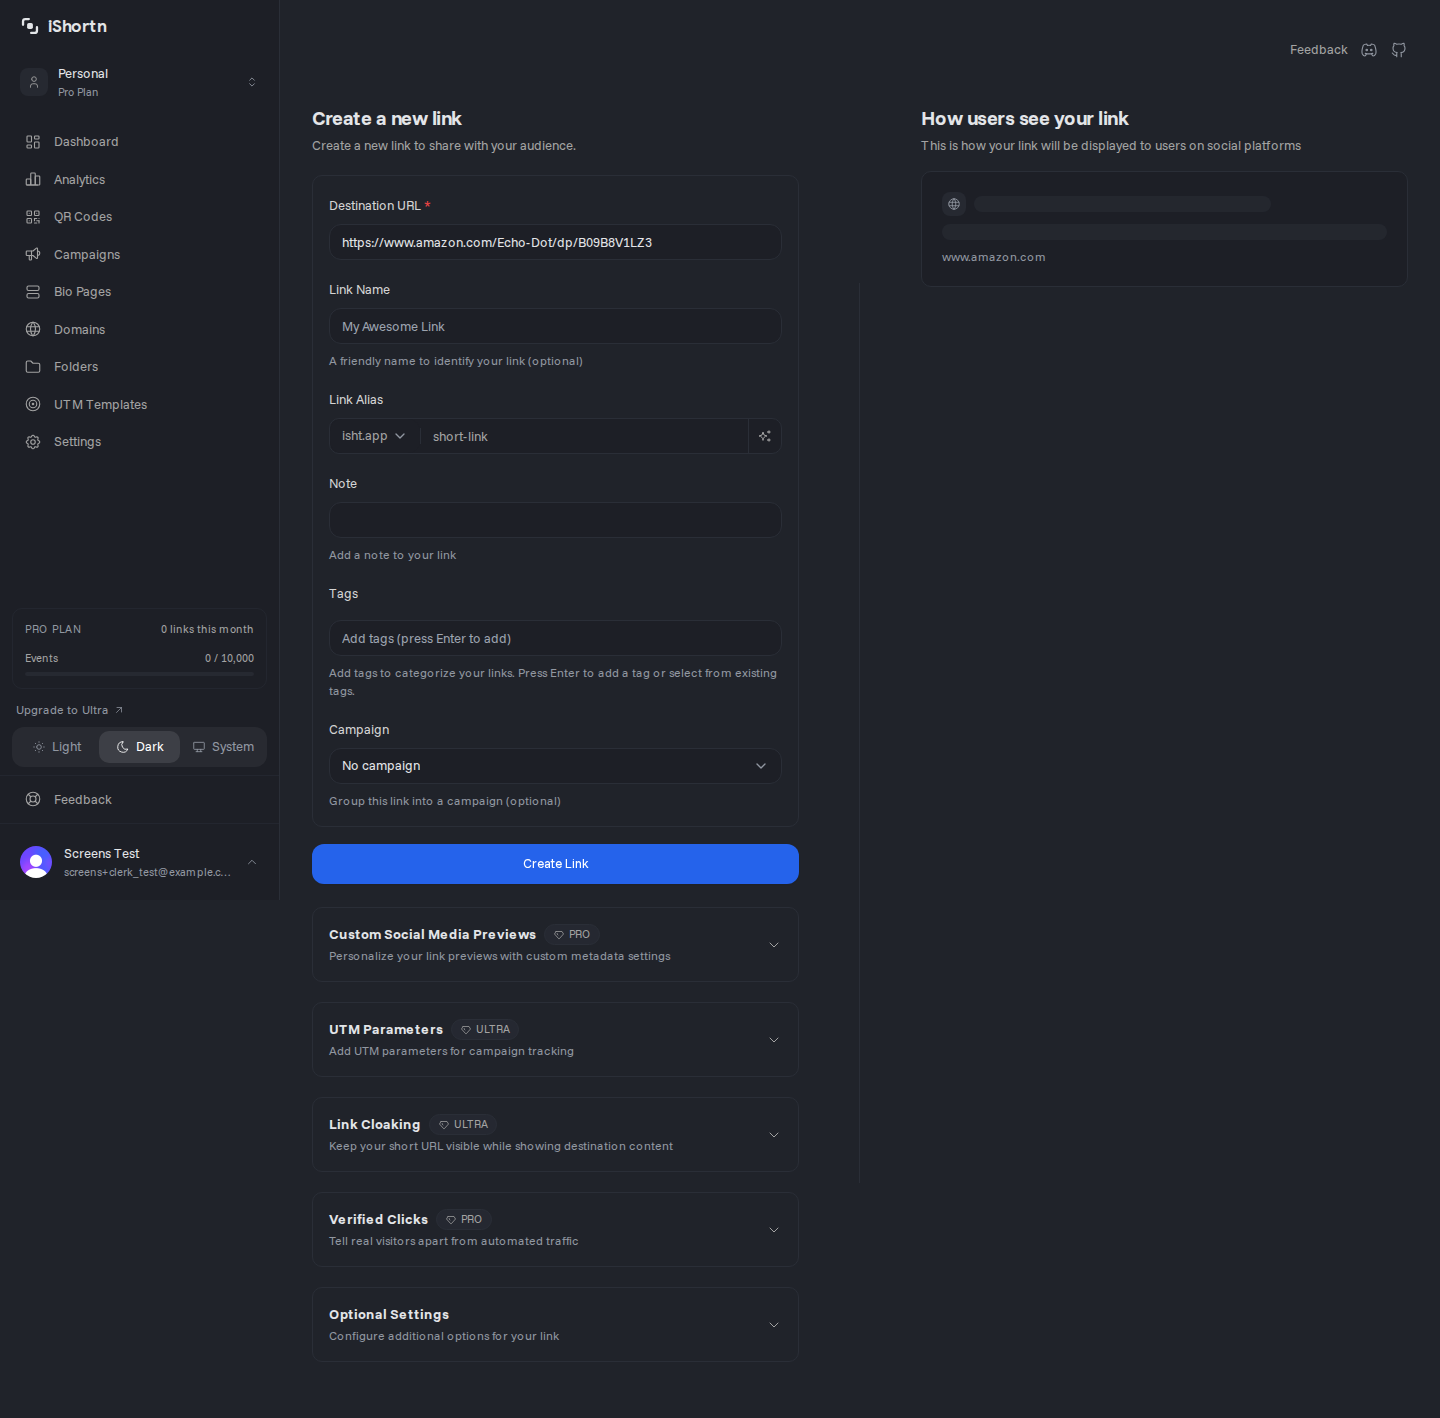 iShortn
Personal
Pro Plan
Dashboard
Analytics
QR Codes
Campaigns
Bio Pages
Domains
Folders
UTM Templates
Settings
PRO PLAN 0 links this month
Events 0 / 10,000
Upgrade to Ultra
Light Dark System
Feedback
Screens Test
screens+clerk_test@example.c...
Feedback
Create a new link
Create a new link to share with your audience.
Destination URL *
https://www.amazon.com/Echo-Dot/dp/B09B8V1LZ3
Link Name
My Awesome Link
A friendly name to identify your link (optional)
Link Alias
isht.app short-link
Note
Add a note to your link
Tags
Add tags (press Enter to add)
Add tags to categorize your links. Press Enter to add a tag or select from existing
tags.
Campaign
No campaign
Group this link into a campaign (optional)
Create Link
Custom Social Media Previews PRO
Personalize your link previews with custom metadata settings
UTM Parameters ULTRA
Add UTM parameters for campaign tracking
Link Cloaking ULTRA
Keep your short URL visible while showing destination content
Verified Clicks PRO
Tell real visitors apart from automated traffic
Optional Settings
Configure additional options for your link
How users see your link
This is how your link will be displayed to users on social platforms
www.amazon.com